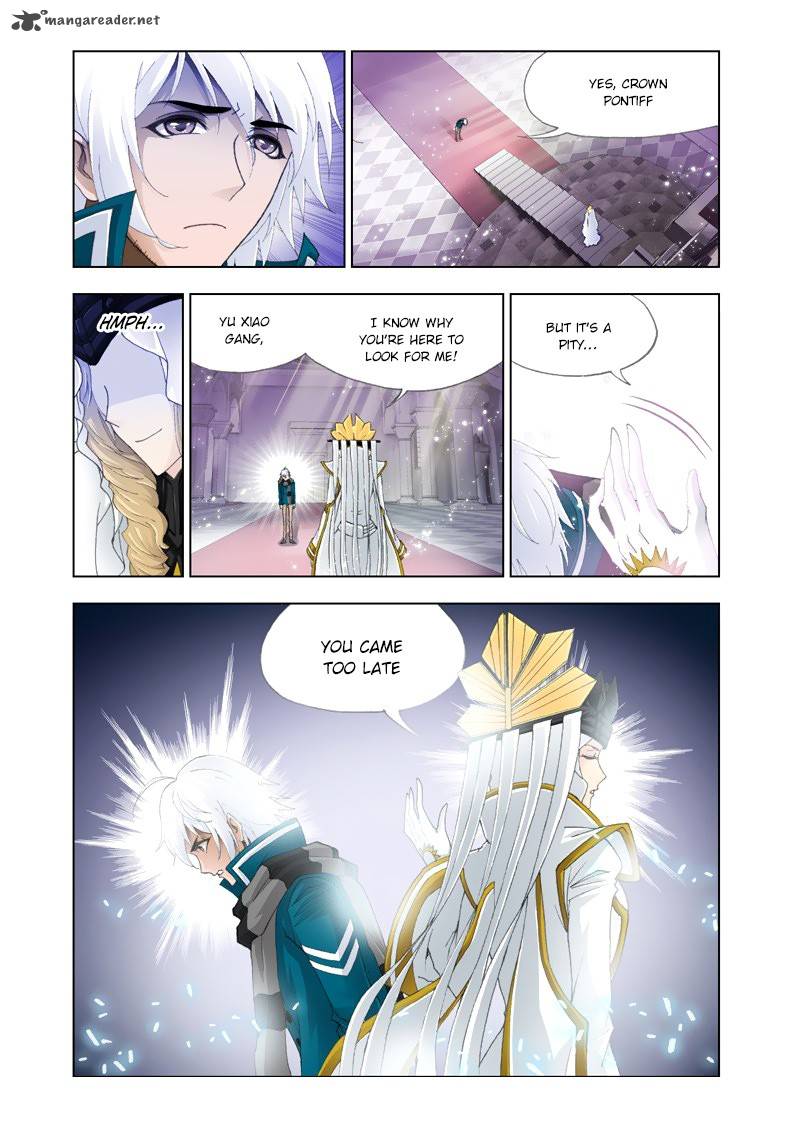 mangareader.net
YES, CROWN
PONTIFF
HMPH...
YU XIAO
GANG,
I KNOW WHY
YOU'RE HERE TO
LOOK FOR ME!
BUT IT'S A
PITY...
YOU CAME
TOO LATE